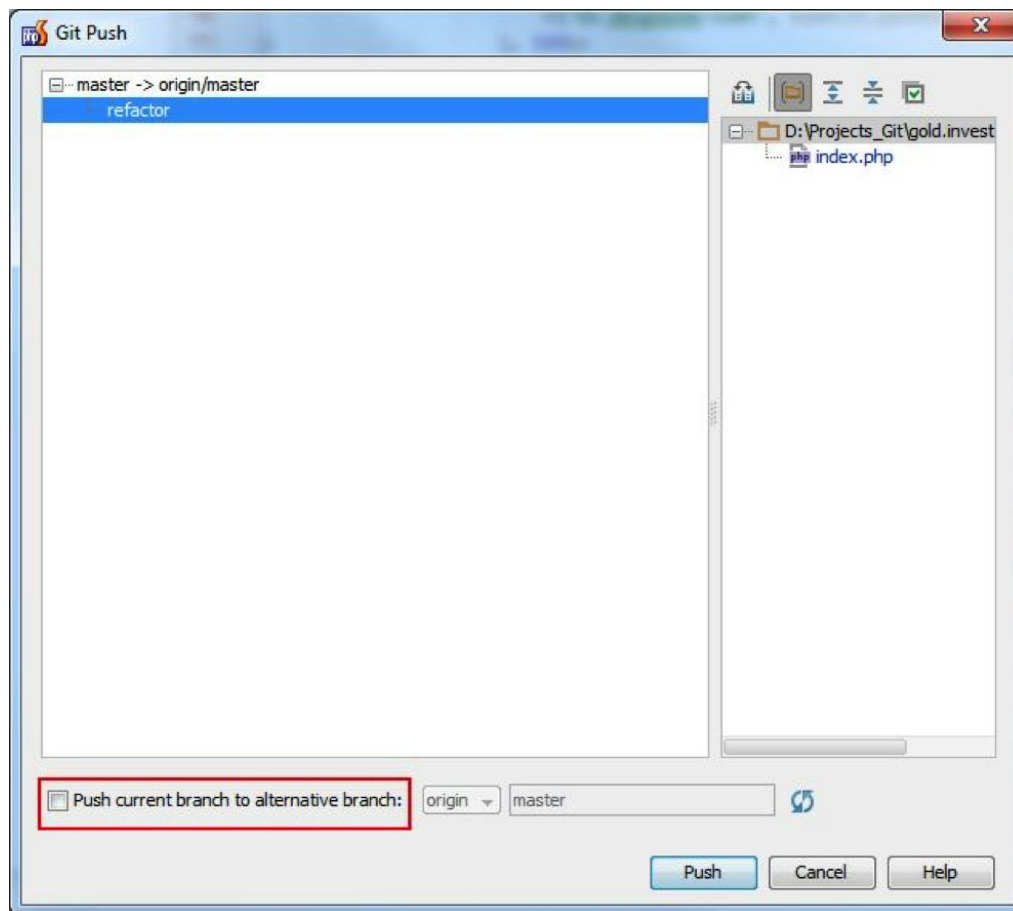 Git Push
master -> origin/master
refactor
D:\Projects_Git\gold.invest
php index.php
Push current branch to alternative branch: origin master
Push Cancel Help